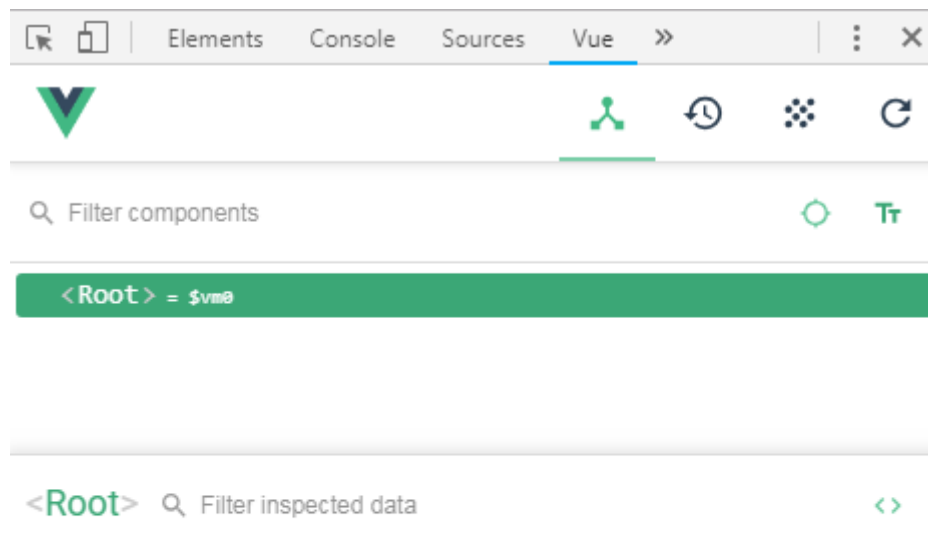 Elements Console Sources Vue »
Filter components Tт
<Root> = $vm0
<Root> Filter inspected data <>